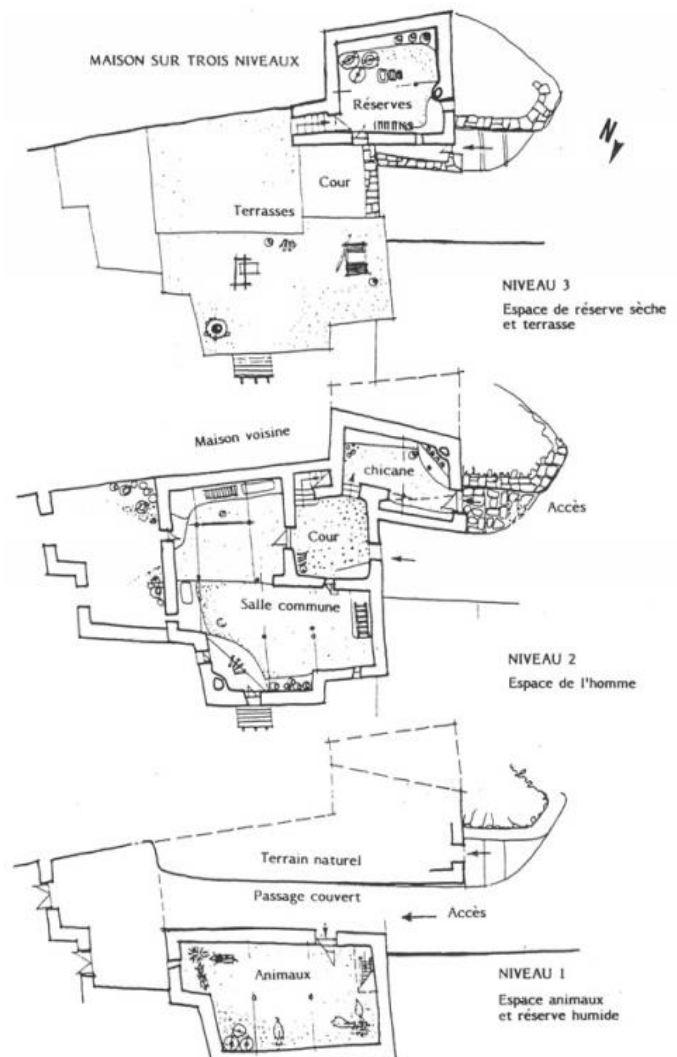 MAISON SUR TROIS NIVEAUX
Réserves
N
Cour
Terrasses
NIVEAU 3
Espace de réserve sèche
et terrasse
Maison voisine
chicane
Accès
Cour
Salle commune
NIVEAU 2
Espace de l'homme
Terrain naturel
Passage couvert
Accès
Animaux
NIVEAU 1
Espace animaux
et réserve humide